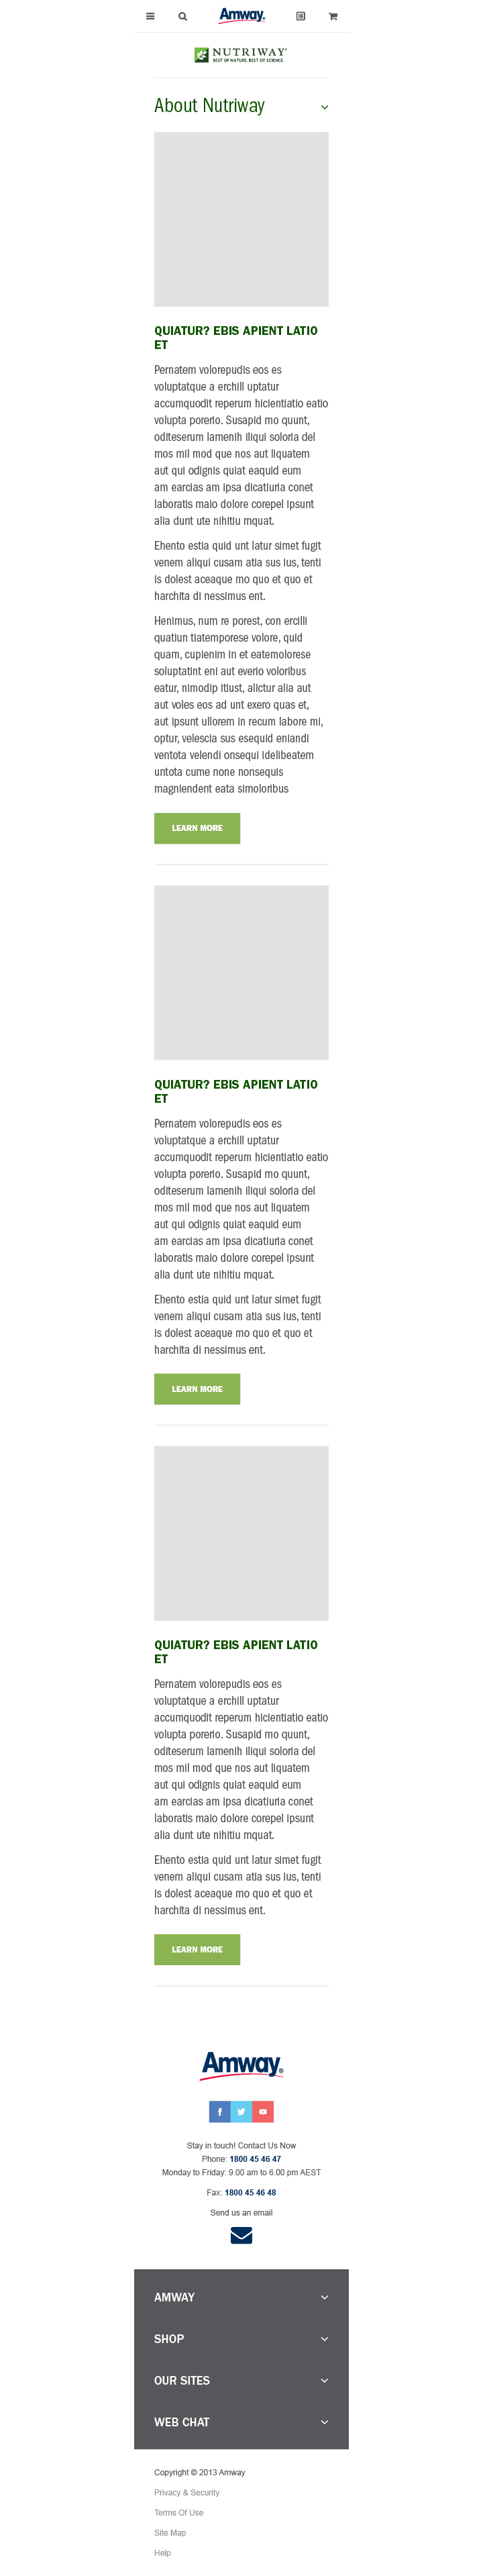 Amway
NUTRIWAY
BEST OF NATURE. BEST OF SCIENCE.
About Nutriway
QUIATUR? EBIS APIENT LATIO
ET
Pernatem volorepudis eos es
voluptatque a erchill uptatur
accumquodit reperum hicientiatio eatio
volupta porerio. Susapid mo quunt,
oditeserum lamenih iliqui soloria del
mos mil mod que nos aut liquatem
aut qui odignis quiat eaquid eum
am earcias am ipsa dicatiuria conet
laboratis maio dolore corepel ipsunt
alia dunt ute nihitiu mquat.
Ehento estia quid unt latur simet fugit
venem aliqui cusam atia sus ius, tenti
is dolest aceaque mo quo et quo et
harchita di nessimus ent.
Henimus, num re porest, con ercilli
quatiun tiatemporese volore, quid
quam, cuptenim in et eatemolorese
soluptatint eni aut everio voloribus
eatur, nimodip itiust, alictur alia aut
aut voles eos ad unt exero quas et,
aut ipsunt ullorem in recum labore mi,
optur, velescia sus esequid eniandi
ventota velendi onsequi idelibeatem
untota cume none nonsequis
magniendent eata simoloribus
LEARN MORE
QUIATUR? EBIS APIENT LATIO
ET
Pernatem volorepudis eos es
voluptatque a erchill uptatur
accumquodit reperum hicientiatio eatio
volupta porerio. Susapid mo quunt,
oditeserum lamenih iliqui soloria del
mos mil mod que nos aut liquatem
aut qui odignis quiat eaquid eum
am earcias am ipsa dicatiuria conet
laboratis maio dolore corepel ipsunt
alia dunt ute nihitiu mquat.
Ehento estia quid unt latur simet fugit
venem aliqui cusam atia sus ius, tenti
is dolest aceaque mo quo et quo et
harchita di nessimus ent.
LEARN MORE
QUIATUR? EBIS APIENT LATIO
ET
Pernatem volorepudis eos es
voluptatque a erchill uptatur
accumquodit reperum hicientiatio eatio
volupta porerio. Susapid mo quunt,
oditeserum lamenih iliqui soloria del
mos mil mod que nos aut liquatem
aut qui odignis quiat eaquid eum
am earcias am ipsa dicatiuria conet
laboratis maio dolore corepel ipsunt
alia dunt ute nihitiu mquat.
Ehento estia quid unt latur simet fugit
venem aliqui cusam atia sus ius, tenti
is dolest aceaque mo quo et quo et
harchita di nessimus ent.
LEARN MORE
Amway®
Stay in touch! Contact Us Now
Phone: 1800 45 46 47
Monday to Friday: 9.00 am to 6.00 pm AEST
Fax: 1800 45 46 48
Send us an email
AMWAY
SHOP
OUR SITES
WEB CHAT
Copyright © 2013 Amway
Privacy & Security
Terms Of Use
Site Map
Help